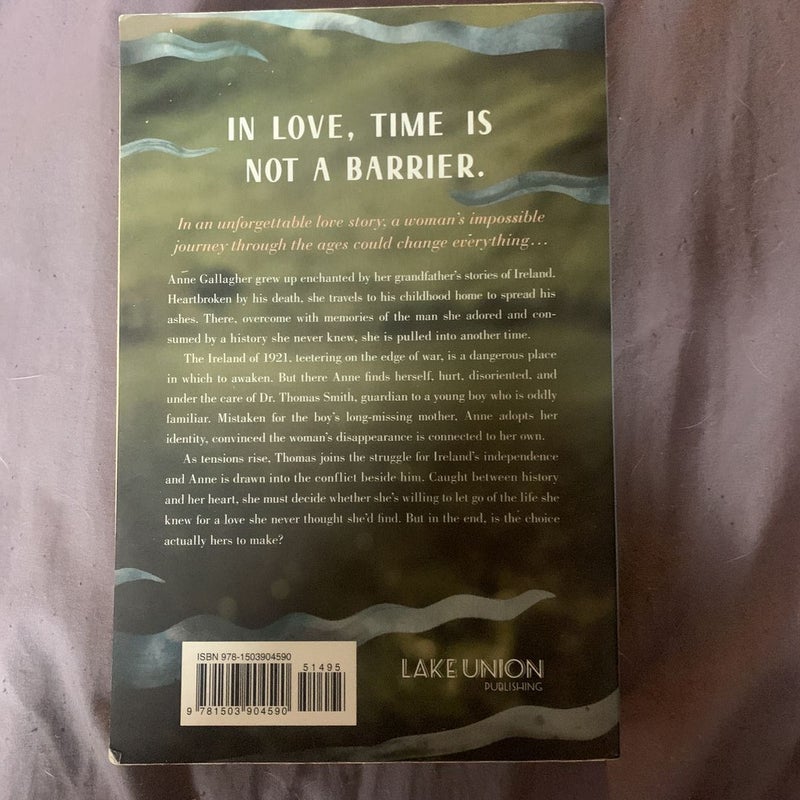 IN LOVE, TIME IS
NOT A BARRIER.
In an unforgettable love story, a woman's impossible
journey through the ages could change everything...
Anne Gallagher grew up enchanted by her grandfather's stories of Ireland.
Heartbroken by his death, she travels to his childhood home to spread his
ashes. There, overcome with memories of the man she adored and con-
sumed by a history she never knew, she is pulled into another time.
The Ireland of 1921, teetering on the edge of war, is a dangerous place
in which to awaken. But there Anne finds herself, hurt, disoriented, and
under the care of Dr. Thomas Smith, guardian to a young boy who is oddly
familiar. Mistaken for the boy's long-missing mother, Anne adopts her
identity, convinced the woman's disappearance is connected to her own.
As tensions rise, Thomas joins the struggle for Ireland's independence
and Anne is drawn into the conflict beside him. Caught between history
and her heart, she must decide whether she's willing to let go of the life she
knew for a love she never thought she'd find. But in the end, is the choice
actually hers to make?
ISBN 978-1503904590
51495
9 781503 904590
LAKE UNION
PUBLISHING